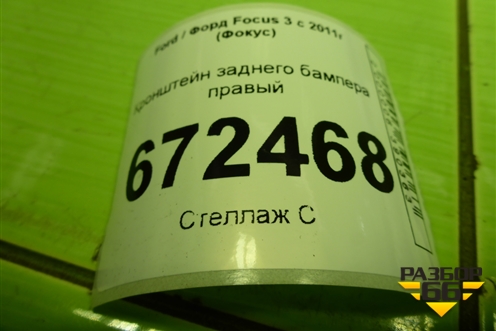 Ford / Форд Focus 3 с 2011г
(Фокус)
кронштейн заднего бампера
правый
672468
Стеллаж С
РАЗБОР
66